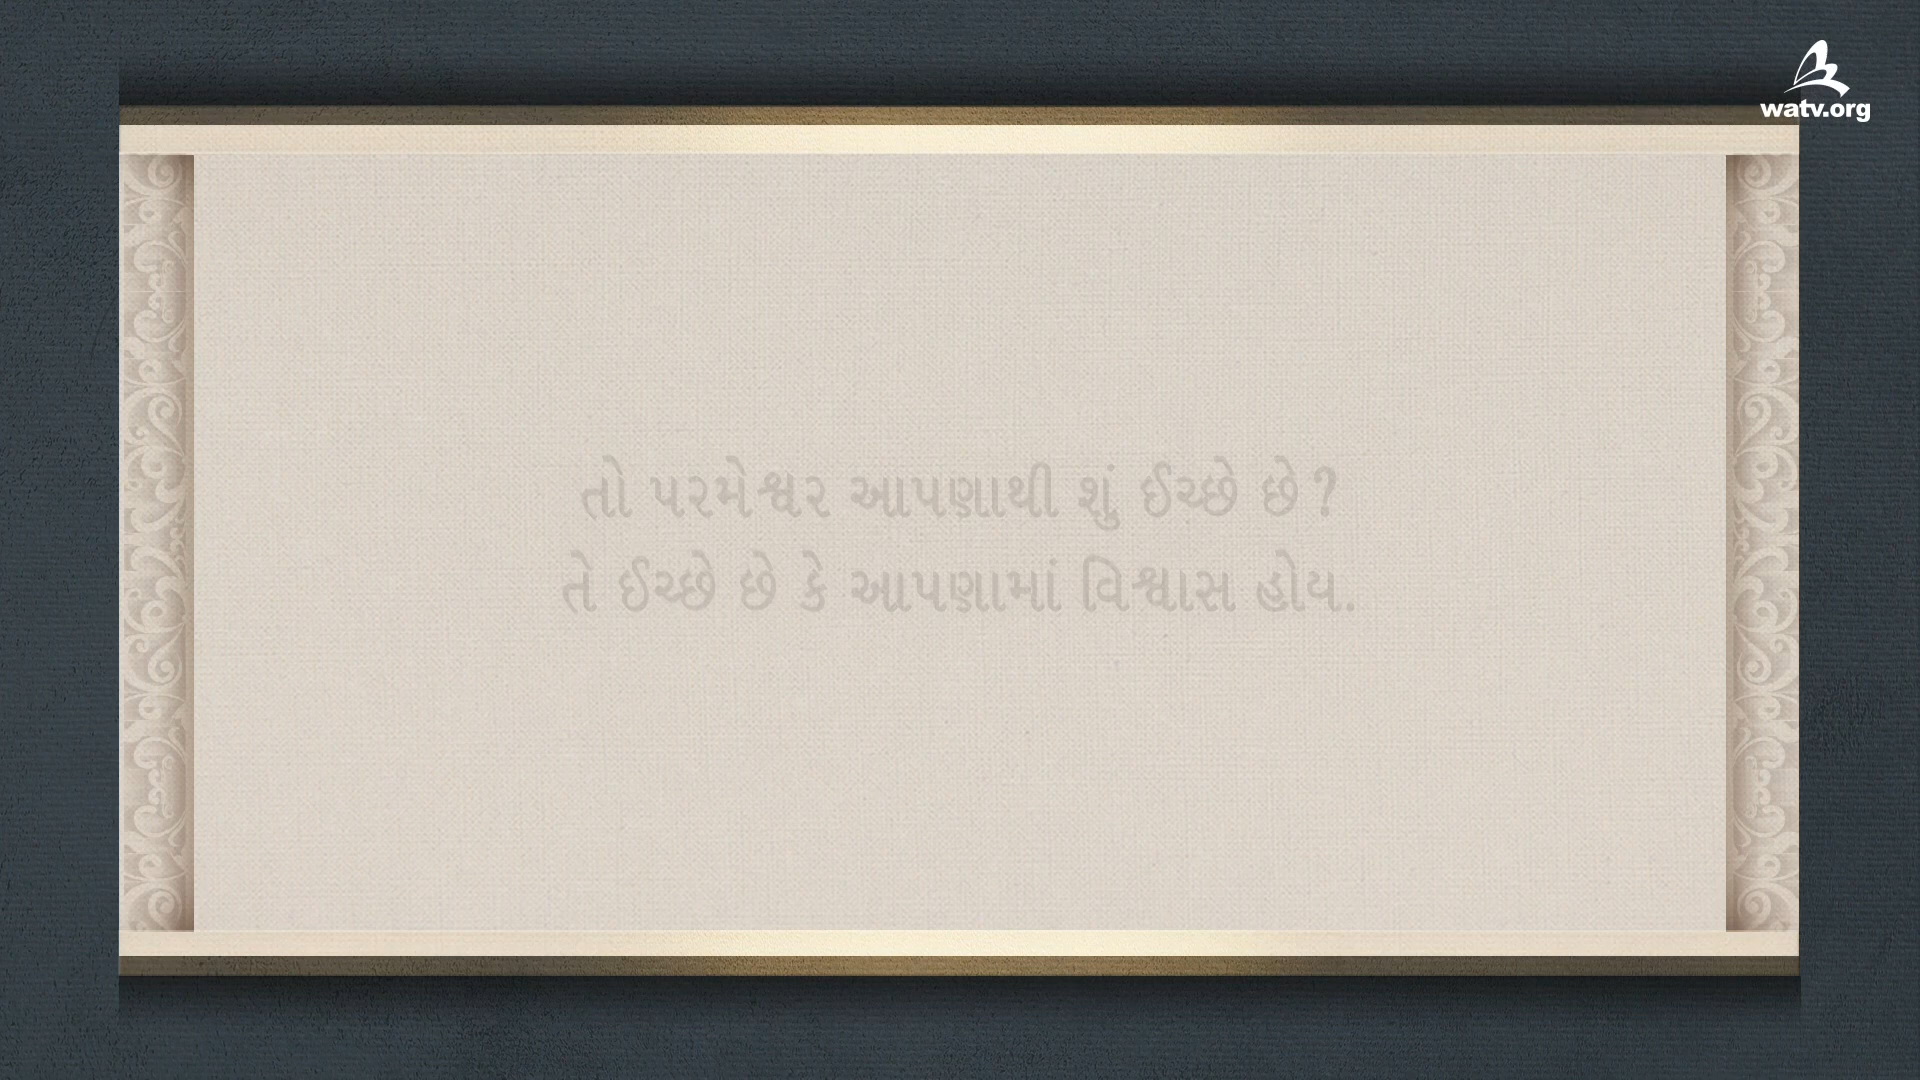 watv.org
તો પરમેશ્વર આપણાથી શું ઈચ્છે છે?
તે ઈચ્છે છે કે આપણામાં વિશ્વાસ હોય.